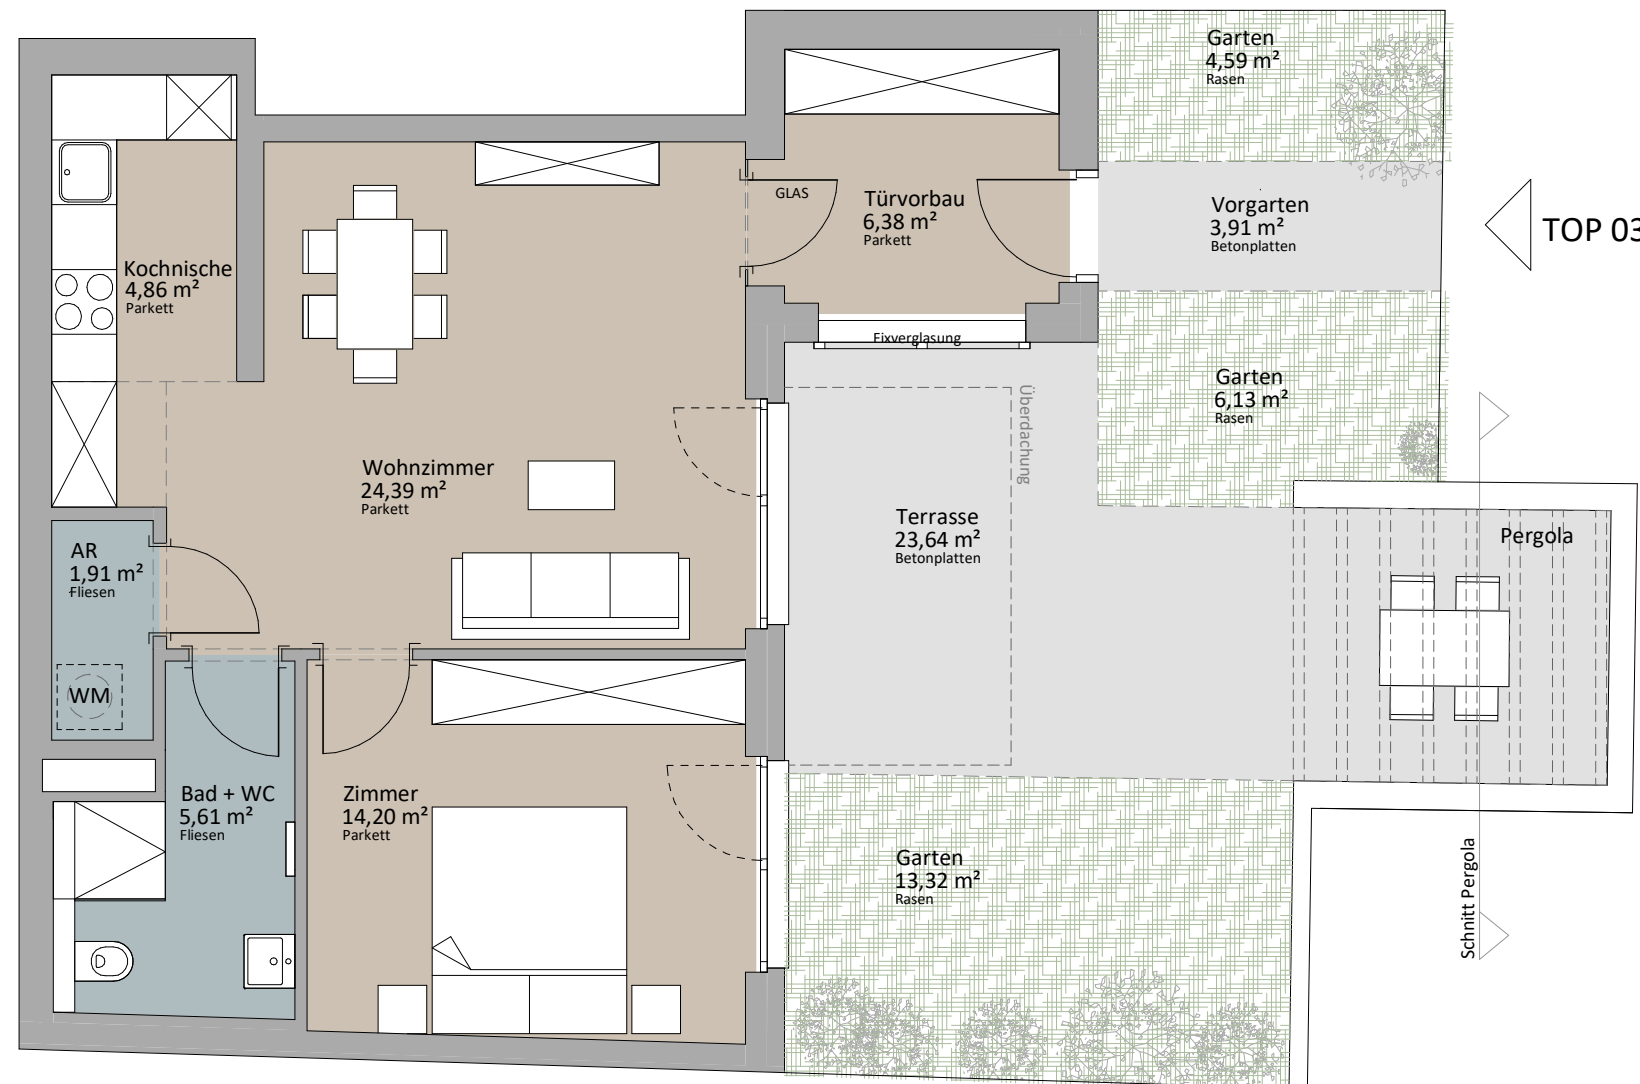 Garten
4,59 m²
Rasen
GLAS
Türvorbau
6,38 m²
Parkett
Vorgarten
3,91 m²
Betonplatten
TOP 03
Kochnische
4,86 m²
Parkett
Fixverglasung
Garten
6,13 m²
Rasen
Überdachung
Wohnzimmer
24,39 m²
Parkett
Terrasse
23,64 m²
Betonplatten
Pergola
AR
1,91 m²
Fliesen
WM
Bad + WC
5,61 m²
Fliesen
Zimmer
14,20 m²
Parkett
Garten
13,32 m²
Rasen
Schnitt Pergola